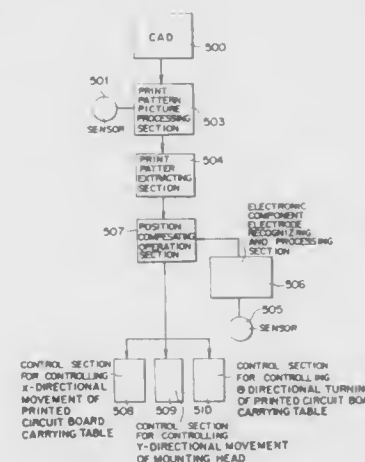 CAD
500
501
SENSOR
PRINT
PATTERN
PICTURE
PROCESSING
SECTION
503
PRINT
PATTER
EXTRACTING
SECTION
504
507
POSITION
COMPESATING
OPERATION
SECTION
ELECTRONIC
COMPONENT
ELECTRODE
RECOGNIZING
AND PROCESSING
SECTION
506
505
SENSOR
CONTROL SECTION
FOR CONTROLLING
X-DIRECTIONAL
MOVEMENT OF
PRINTED
CIRCUIT BOARD
CARRYING TABLE
508
509
510
CONTROL SECTION
FOR CONTROLLING
Y-DIRECTIONAL MOVEMENT
OF MOUNTING HEAD
CONTROL SECTION
FOR CONTROLLING
θ DIRECTIONAL TURNIN
OF PRINTED CIRCUIT BOA
CARRYING TABLE